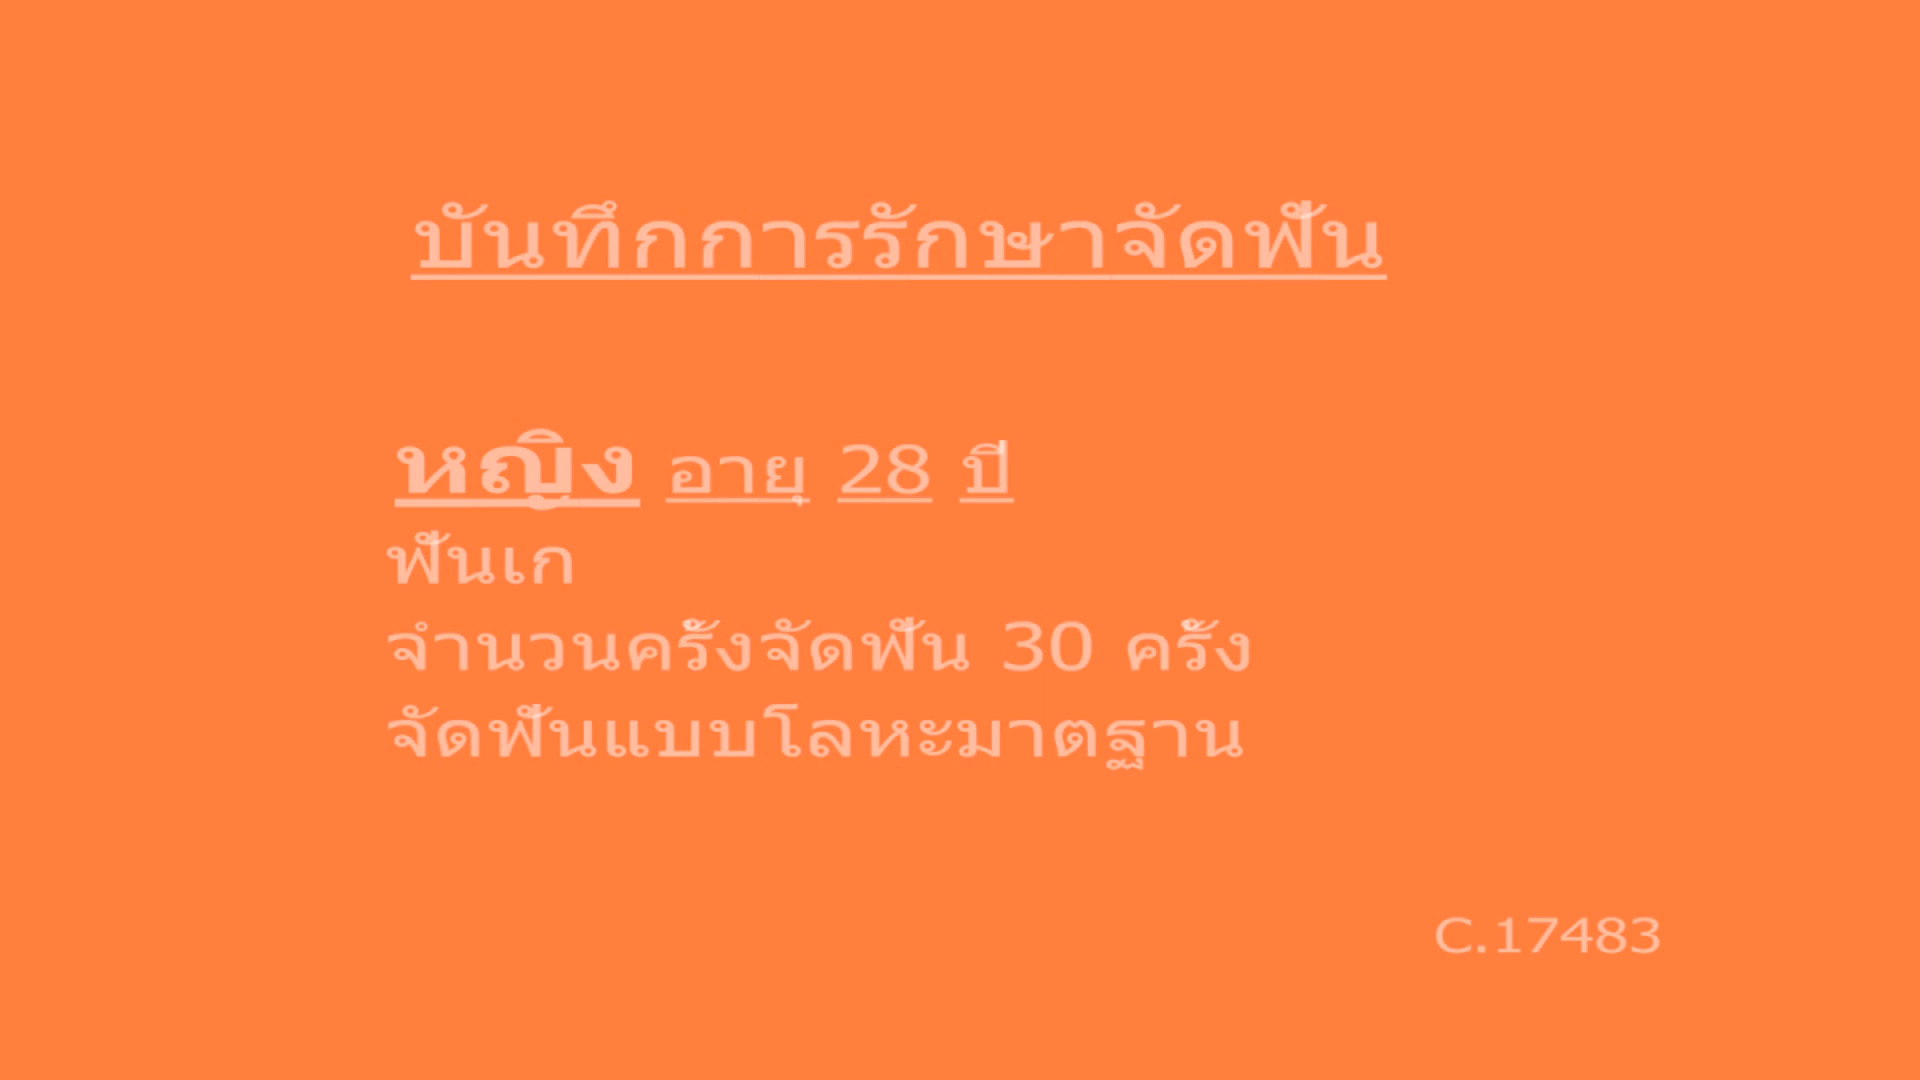 บันทึกการรักษาจัดฟัน
หญิง อายุ 28 ปี
ฟันเก
จำนวนครั้งจัดฟัน 30 ครั้ง
จัดฟันแบบโลหะมาตฐาน
C.17483